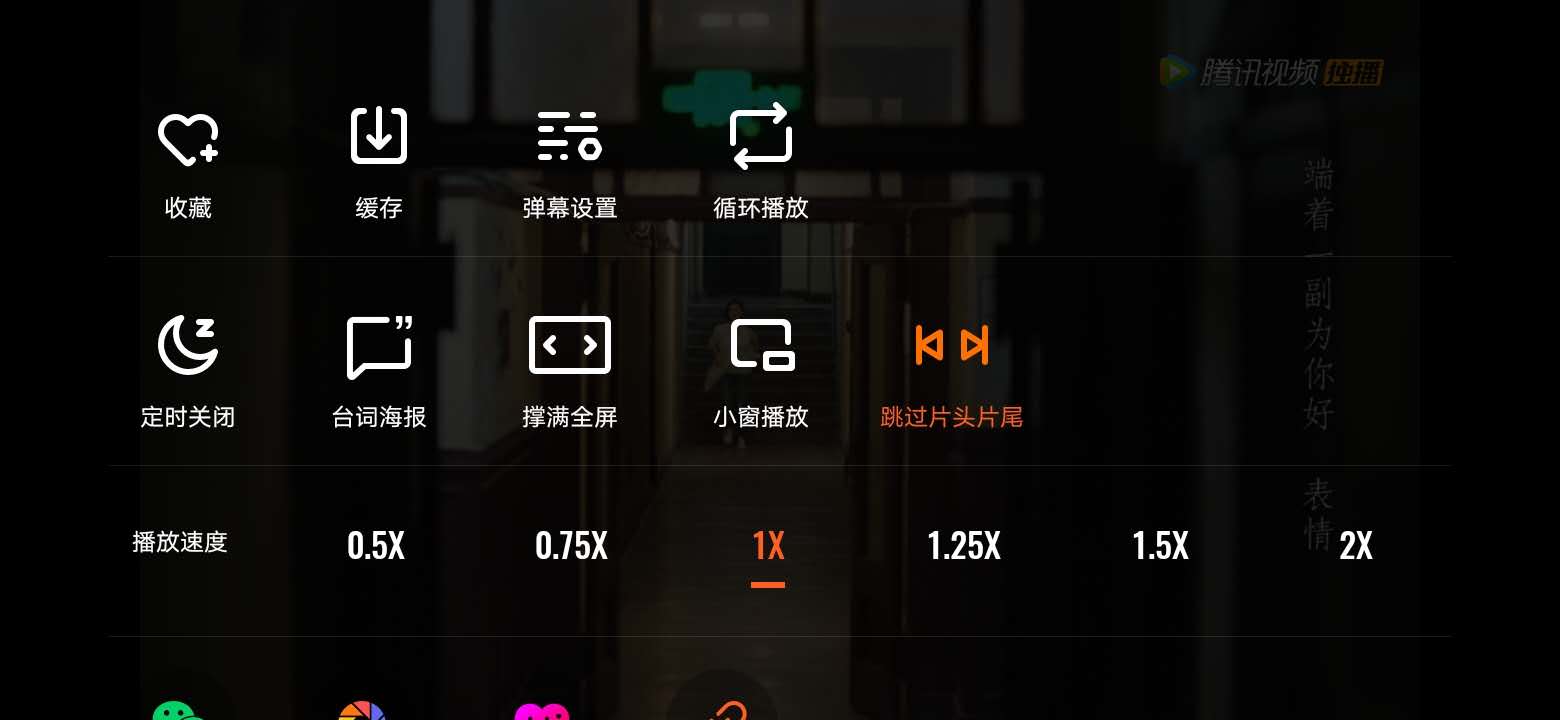 腾讯视频 独播
收藏
缓存
弹幕设置
循环播放
端着一副为你好 表情
定时关闭
台词海报
撑满全屏
小窗播放
跳过片头片尾
播放速度
0.5X
0.75X
1X
1.25X
1.5X
2X